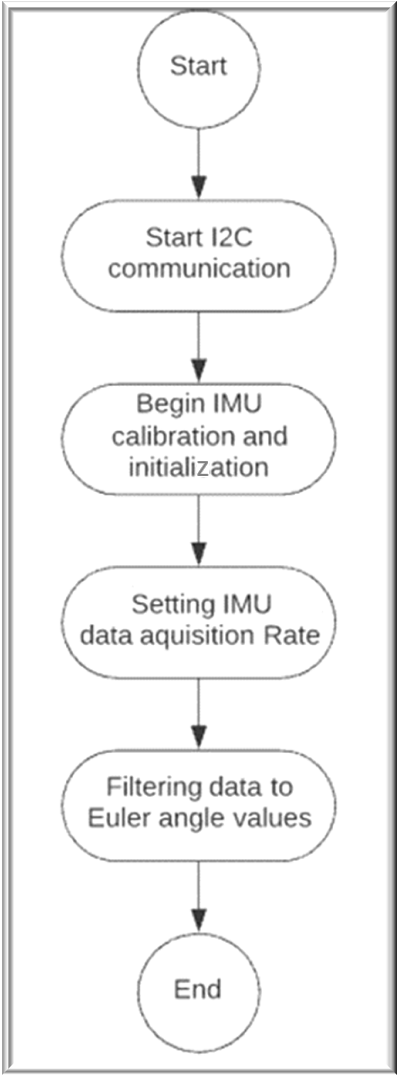 Start
Start I2C
communication
Begin IMU
calibration and
initialization
Setting IMU
data aquisition Rate
Filtering data to
Euler angle values
End